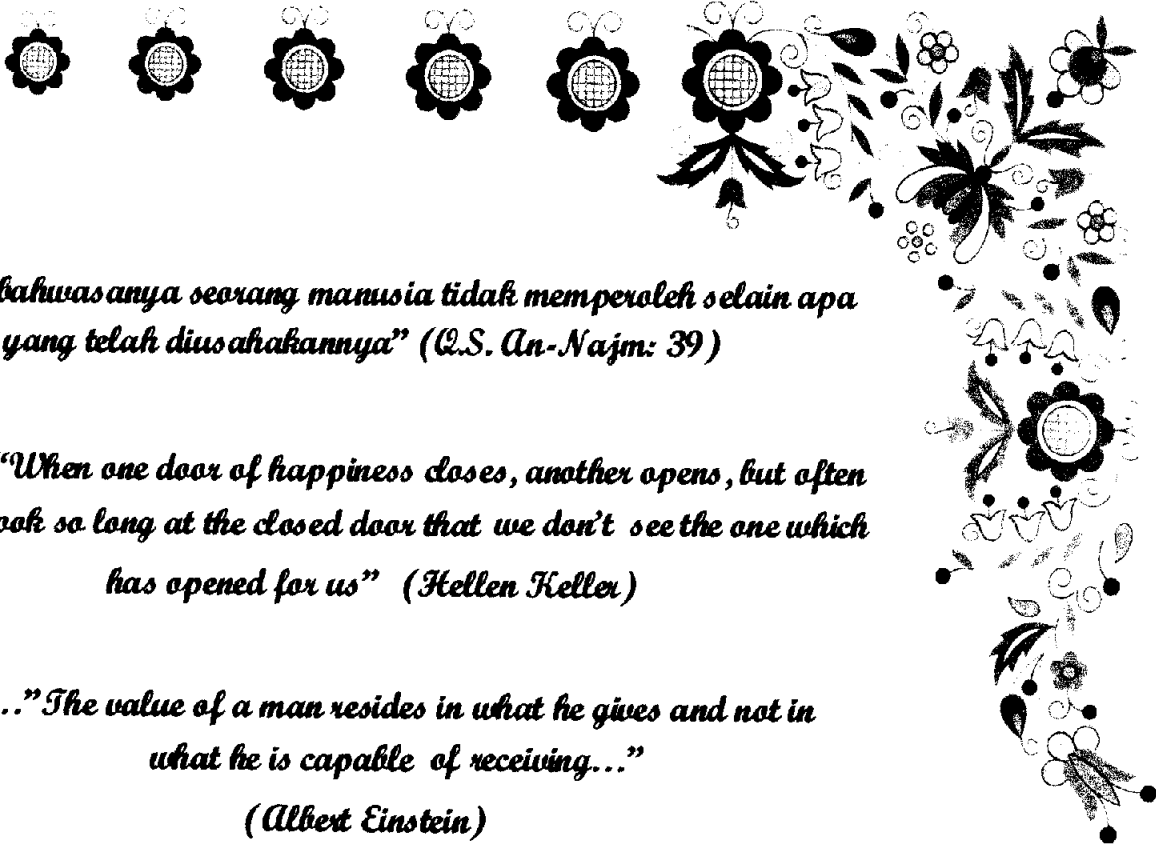 bahwasanya seorang manusia tidak memperoleh selain apa
yang telah diusahakannya” (Q.S. An-Najm: 39)
“When one door of happiness closes, another opens, but often
so long at the closed door that we don’t see the one which
has opened for us” (Hellen Keller)
..”The value of a man resides in what he gives and not in
what he is capable of receiving...”
(Albert Einstein)